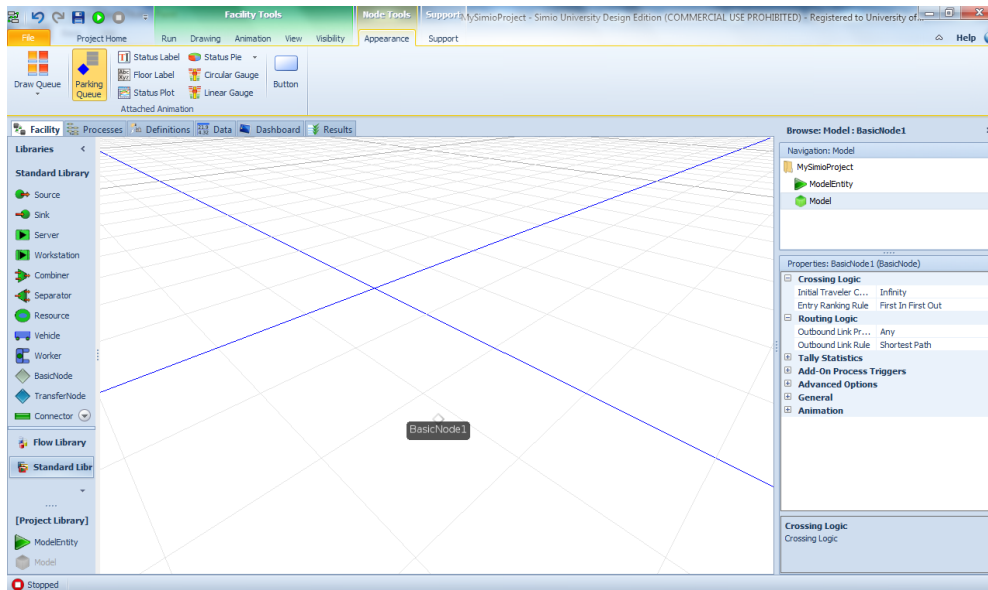 Facility Tools
Node Tools
Support
MySimioProject - Simio University Design Edition (COMMERCIAL USE PROHIBITED) - Registered to University of...
File
Project Home
Run
Drawing
Animation
View
Visibility
Appearance
Support
Help
Draw Queue
Parking Queue
Status Label
Floor Label
Status Plot
Status Pie
Circular Gauge
Linear Gauge
Button
Attached Animation
Facility
Processes
Definitions
Data
Dashboard
Results
Libraries
Standard Library
Source
Sink
Server
Workstation
Combiner
Separator
Resource
Vehicle
Worker
BasicNode
TransferNode
Connector
Flow Library
Standard Libr
[Project Library]
ModelEntity
Model
BasicNode1
Browse: Model : BasicNode1
Navigation: Model
MySimioProject
ModelEntity
Model
Properties: BasicNode1 (BasicNode)
Crossing Logic
Initial Traveler C... Infinity
Entry Ranking Rule First In First Out
Routing Logic
Outbound Link Pr... Any
Outbound Link Rule Shortest Path
Tally Statistics
Add-On Process Triggers
Advanced Options
General
Animation
Crossing Logic
Crossing Logic
Stopped